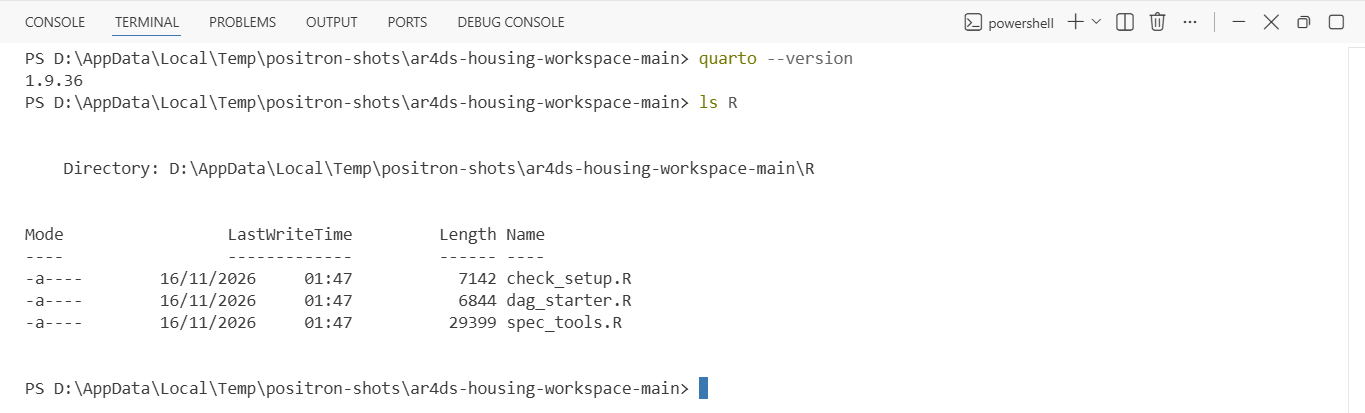 CONSOLE TERMINAL PROBLEMS OUTPUT PORTS DEBUG CONSOLE powershell
PS D:\AppData\Local\Temp\positron-shots\ar4ds-housing-workspace-main> quarto --version
1.9.36
PS D:\AppData\Local\Temp\positron-shots\ar4ds-housing-workspace-main> ls R
    Directory: D:\AppData\Local\Temp\positron-shots\ar4ds-housing-workspace-main\R
Mode                 LastWriteTime         Length Name
----                 -------------         ------ ----
-a----        16/11/2026     01:47           7142 check_setup.R
-a----        16/11/2026     01:47           6844 dag_starter.R
-a----        16/11/2026     01:47          29399 spec_tools.R
PS D:\AppData\Local\Temp\positron-shots\ar4ds-housing-workspace-main>